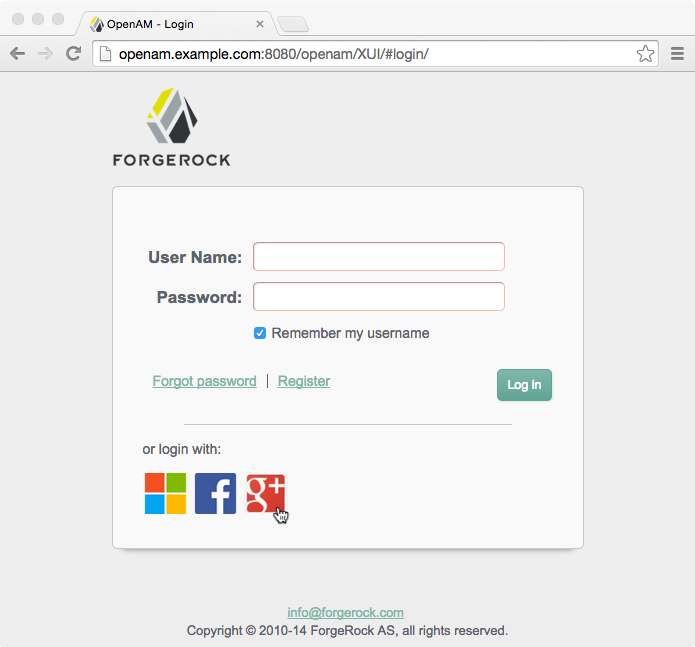 OpenAM - Login
openam.example.com:8080/openam/XUI/#login/
FORGEROCK
User Name:
Password:
Remember my username
Forgot password | Register
Log in
or login with:
f g+
info@forgerock.com
Copyright © 2010-14 ForgeRock AS, all rights reserved.